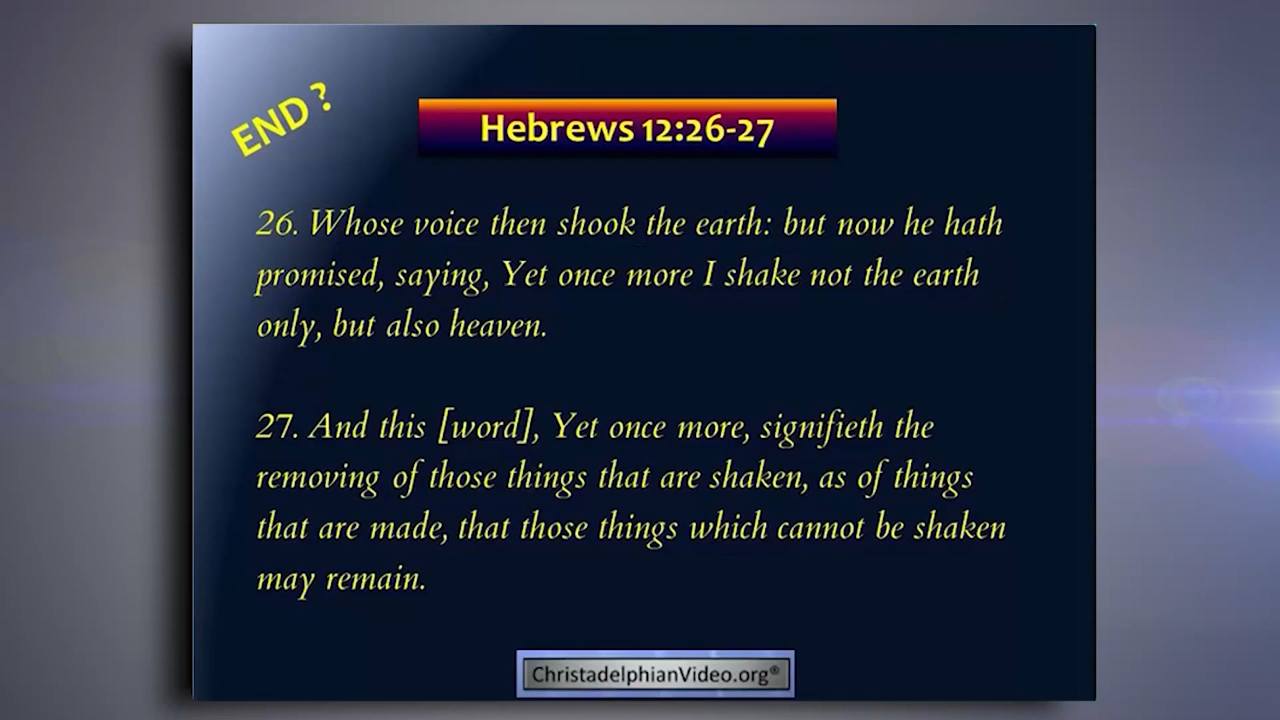 END ?
Hebrews 12:26-27
26. Whose voice then shook the earth: but now he hath
promised, saying, Yet once more I shake not the earth
only, but also heaven.
27. And this [word], Yet once more, signifieth the
removing of those things that are shaken, as of things
that are made, that those things which cannot be shaken
may remain.
ChristadelphianVideo.org®